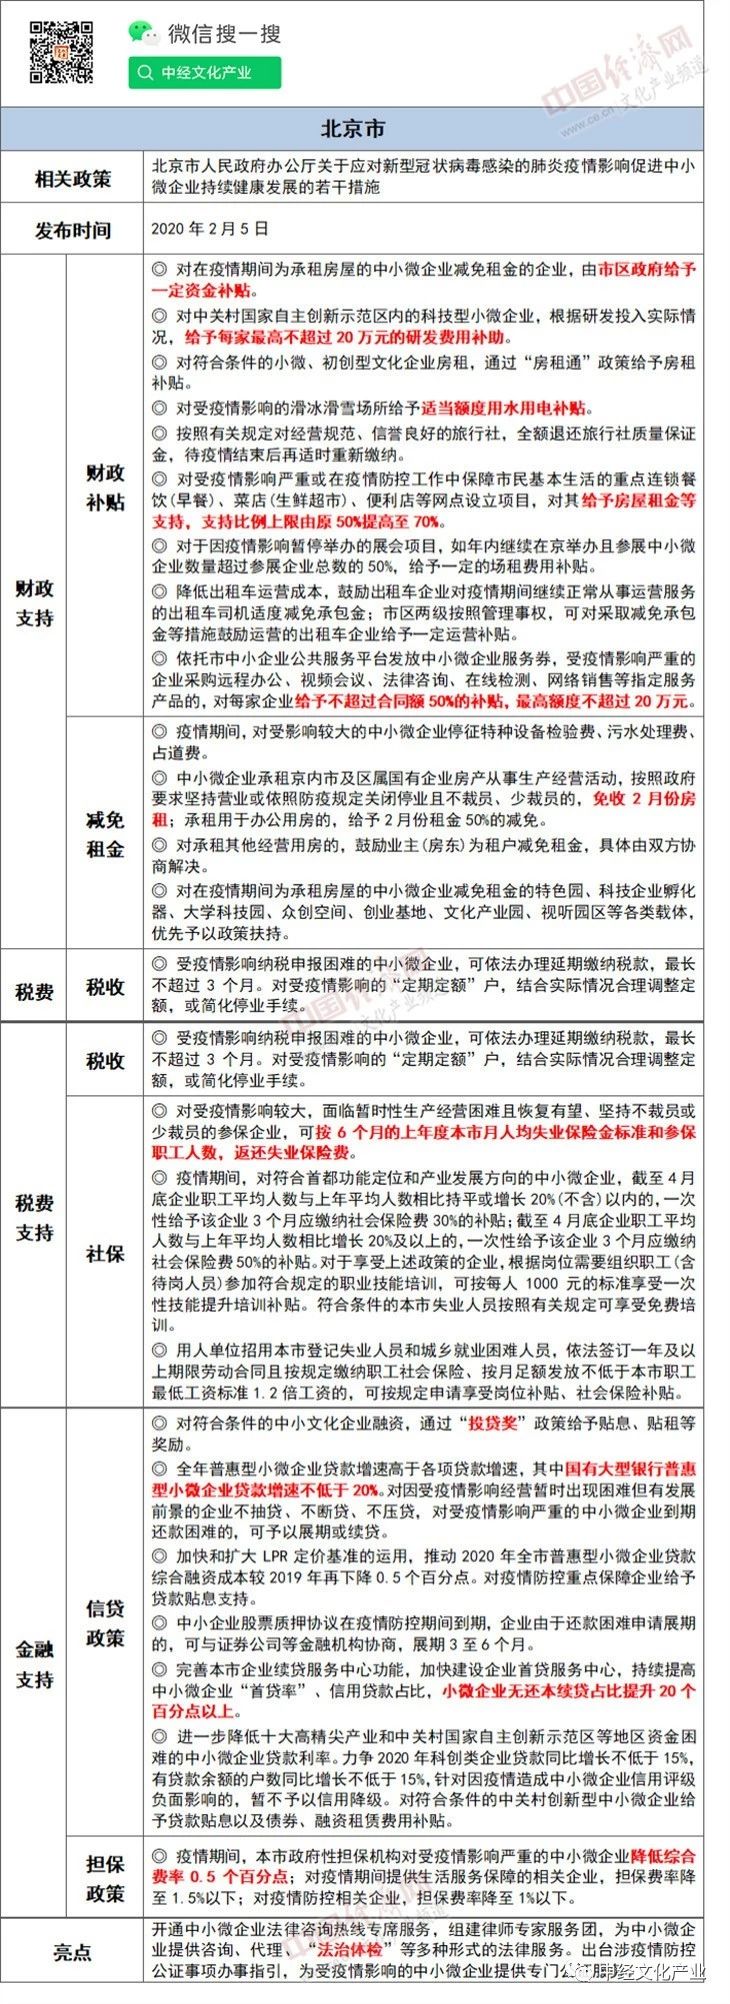 微信搜一搜
中经文化产业
中国经济网
www.ce.cn 文化产业频道
北京市
相关政策
北京市人民政府办公厅关于应对新型冠状病毒感染的肺炎疫情影响促进中小
微企业持续健康发展的若干措施
发布时间
2020年2月5日
财政
支持
财政
补贴
◎ 对在疫情期间为承租房屋的中小微企业减免租金的企业，由市区政府给予
一定资金补贴。
◎ 对中关村国家自主创新示范区内的科技型小微企业，根据研发投入实际情
况，给予每家最高不超过20万元的研发费用补助。
◎ 对符合条件的小微、初创型文化企业房租，通过“房租通”政策给予房租
补贴。
◎ 对受疫情影响的滑冰滑雪场所给予适当额度用水用电补贴。
◎ 按照有关规定对经营规范、信誉良好的旅行社，全额退还旅行社质量保证
金，待疫情结束后再适时重新缴纳。
◎ 对受疫情影响严重或在疫情防控工作中保障市民基本生活的重点连锁餐
饮(早餐)、菜店(生鲜超市)、便利店等网点设立项目，对其给予房屋租金等
支持，支持比例上限由原50%提高至70%。
◎ 对于因疫情影响暂停举办的展会项目，如年内继续在京举办且参展中小微
企业数量超过参展企业总数的50%，给予一定的场租费用补贴。
◎ 降低出租车运营成本，鼓励出租车企业对疫情期间继续正常从事运营服务
的出租车司机适度减免承包金；市区两级按照管理事权，可对采取减免承包
金等措施鼓励运营的出租车企业给予一定运营补贴。
◎ 依托市中小企业公共服务平台发放中小微企业服务券，受疫情影响严重的
企业采购远程办公、视频会议、法律咨询、在线检测、网络销售等指定服务
产品的，对每家企业给予不超过合同额50%的补贴，最高额度不超过20万元。
减免
租金
◎ 疫情期间，对受影响较大的中小微企业停征特种设备检验费、污水处理费、
占道费。
◎ 中小微企业承租京内市及区属国有企业房产从事生产经营活动，按照政府
要求坚持营业或依照防疫规定关闭停业且不裁员、少裁员的，免收2月份房
租；承租用于办公用房的，给予2月份租金50%的减免。
◎ 对承租其他经营用房的，鼓励业主(房东)为租户减免租金，具体由双方协
商解决。
◎ 对在疫情期间为承租房屋的中小微企业减免租金的特色园、科技企业孵化
器、大学科技园、众创空间、创业基地、文化产业园、视听园区等各类载体，
优先予以政策扶持。
税费
税收
◎ 受疫情影响纳税申报困难的中小微企业，可依法办理延期缴纳税款，最长
不超过3个月。对受疫情影响的“定期定额”户，结合实际情况合理调整定
额，或简化停业手续。
税费
支持
税收
◎ 受疫情影响纳税申报困难的中小微企业，可依法办理延期缴纳税款，最长
不超过3个月。对受疫情影响的“定期定额”户，结合实际情况合理调整定
额，或简化停业手续。
社保
◎ 对受疫情影响较大，面临暂时性生产经营困难且恢复有望、坚持不裁员或
少裁员的参保企业，可按6个月的上年度本市月人均失业保险金标准和参保
职工人数，返还失业保险费。
◎ 疫情期间，对符合首都功能定位和产业发展方向的中小微企业，截至4月
底企业职工平均人数与上年平均人数相比持平或增长20%(不含)以内的，一次
性给予该企业3个月应缴纳社会保险费30%的补贴；截至4月底企业职工平均
人数与上年平均人数相比增长20%及以上的，一次性给予该企业3个月应缴纳
社会保险费50%的补贴。对于享受上述政策的企业，根据岗位需要组织职工(含
待岗人员)参加符合规定的职业技能培训，可按每人1000元的标准享受一次
性技能提升培训补贴。符合条件的本市失业人员按照有关规定可享受免费培
训。
◎ 用人单位招用本市登记失业人员和城乡就业困难人员，依法签订一年及以
上期限劳动合同且按规定缴纳职工社会保险、按月足额发放不低于本市职工
最低工资标准1.2倍工资的，可按规定申请享受岗位补贴、社会保险补贴。
金融
支持
信贷
政策
◎ 对符合条件的中小文化企业融资，通过“投贷奖”政策给予贴息、贴租等
奖励。
◎ 全年普惠型小微企业贷款增速高于各项贷款增速，其中国有大型银行普惠
型小微企业贷款增速不低于20%。对因受疫情影响经营暂时出现困难但有发展
前景的企业不抽贷、不断贷、不压贷，对受疫情影响严重的中小微企业到期
还款困难的，可予以展期或续贷。
◎ 加快和扩大LPR定价基准的运用，推动2020年全市普惠型小微企业贷款
综合融资成本较2019年再下降0.5个百分点。对疫情防控重点保障企业给予
贷款贴息支持。
◎ 中小企业股票质押协议在疫情防控期间到期，企业由于还款困难申请展期
的，可与证券公司等金融机构协商，展期3至6个月。
◎ 完善本市企业续贷服务中心功能，加快建设企业首贷服务中心，持续提高
中小微企业“首贷率”、信用贷款占比，小微企业无还本续贷占比提升20个
百分点以上。
◎ 进一步降低十大高精尖产业和中关村国家自主创新示范区等地区资金困
难的中小微企业贷款利率。力争2020年科创类企业贷款同比增长不低于15%，
有贷款余额的户数同比增长不低于15%，针对因疫情造成中小微企业信用评级
负面影响的，暂不予以信用降级。对符合条件的中关村创新型中小微企业给
予贷款贴息以及债券、融资租赁费用补贴。
担保
政策
◎ 疫情期间，本市政府性担保机构对受疫情影响严重的中小微企业降低综合
费率0.5个百分点；对疫情期间提供生活服务保障的相关企业，担保费率降
至1.5%以下；对疫情防控相关企业，担保费率降至1%以下。
亮点
开通中小微企业法律咨询热线专席服务，组建律师专家服务团，为中小微企
业提供咨询、代理、“法治体检”等多种形式的法律服务。出台涉疫情防控
公证事项办事指引，为受疫情影响的中小微企业提供专门公证服
中经文化产业